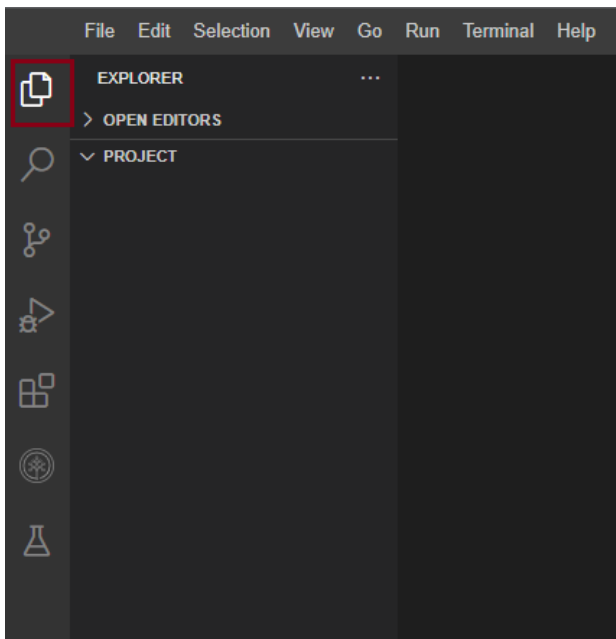 File Edit Selection View Go Run Terminal Help
EXPLORER ...
OPEN EDITORS
PROJECT